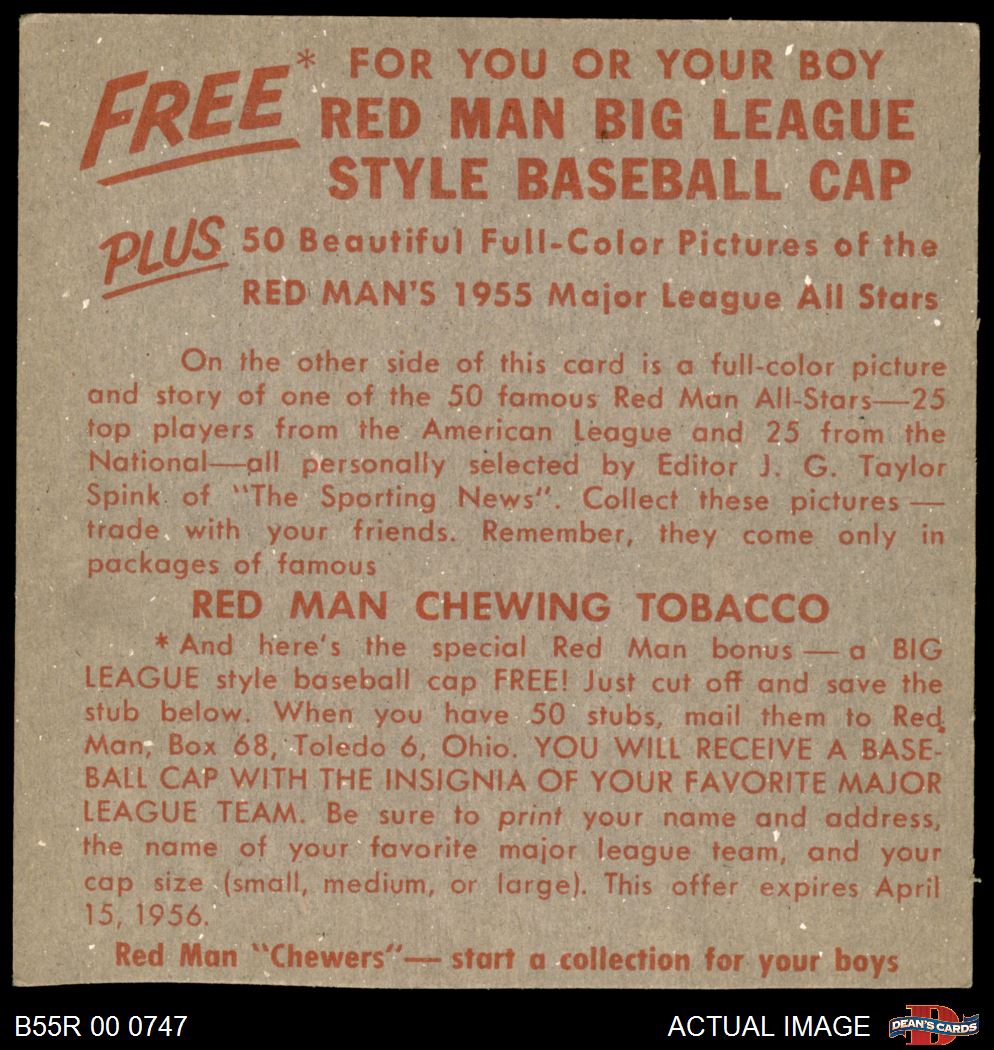 FREE* FOR YOU OR YOUR BOY
RED MAN BIG LEAGUE
STYLE BASEBALL CAP
PLUS 50 Beautiful Full-Color Pictures of the
RED MAN'S 1955 Major League All Stars
On the other side of this card is a full-color picture
and story of one of the 50 famous Red Man All-Stars—25
top players from the American League and 25 from the
National—all personally selected by Editor J. G. Taylor
Spink of "The Sporting News". Collect these pictures—
trade with your friends. Remember, they come only in
packages of famous
RED MAN CHEWING TOBACCO
*And here's the special Red Man bonus—a BIG
LEAGUE style baseball cap FREE! Just cut off and save the
stub below. When you have 50 stubs, mail them to Red
Man, Box 68, Toledo 6, Ohio. YOU WILL RECEIVE A BASE-
BALL CAP WITH THE INSIGNIA OF YOUR FAVORITE MAJOR
LEAGUE TEAM. Be sure to print your name and address,
the name of your favorite major league team, and your
cap size (small, medium, or large). This offer expires April
15, 1956.
Red Man "Chewers"—start a collection for your boys
B55R 00 0747
ACTUAL IMAGE
D
DEAN'S CARDS